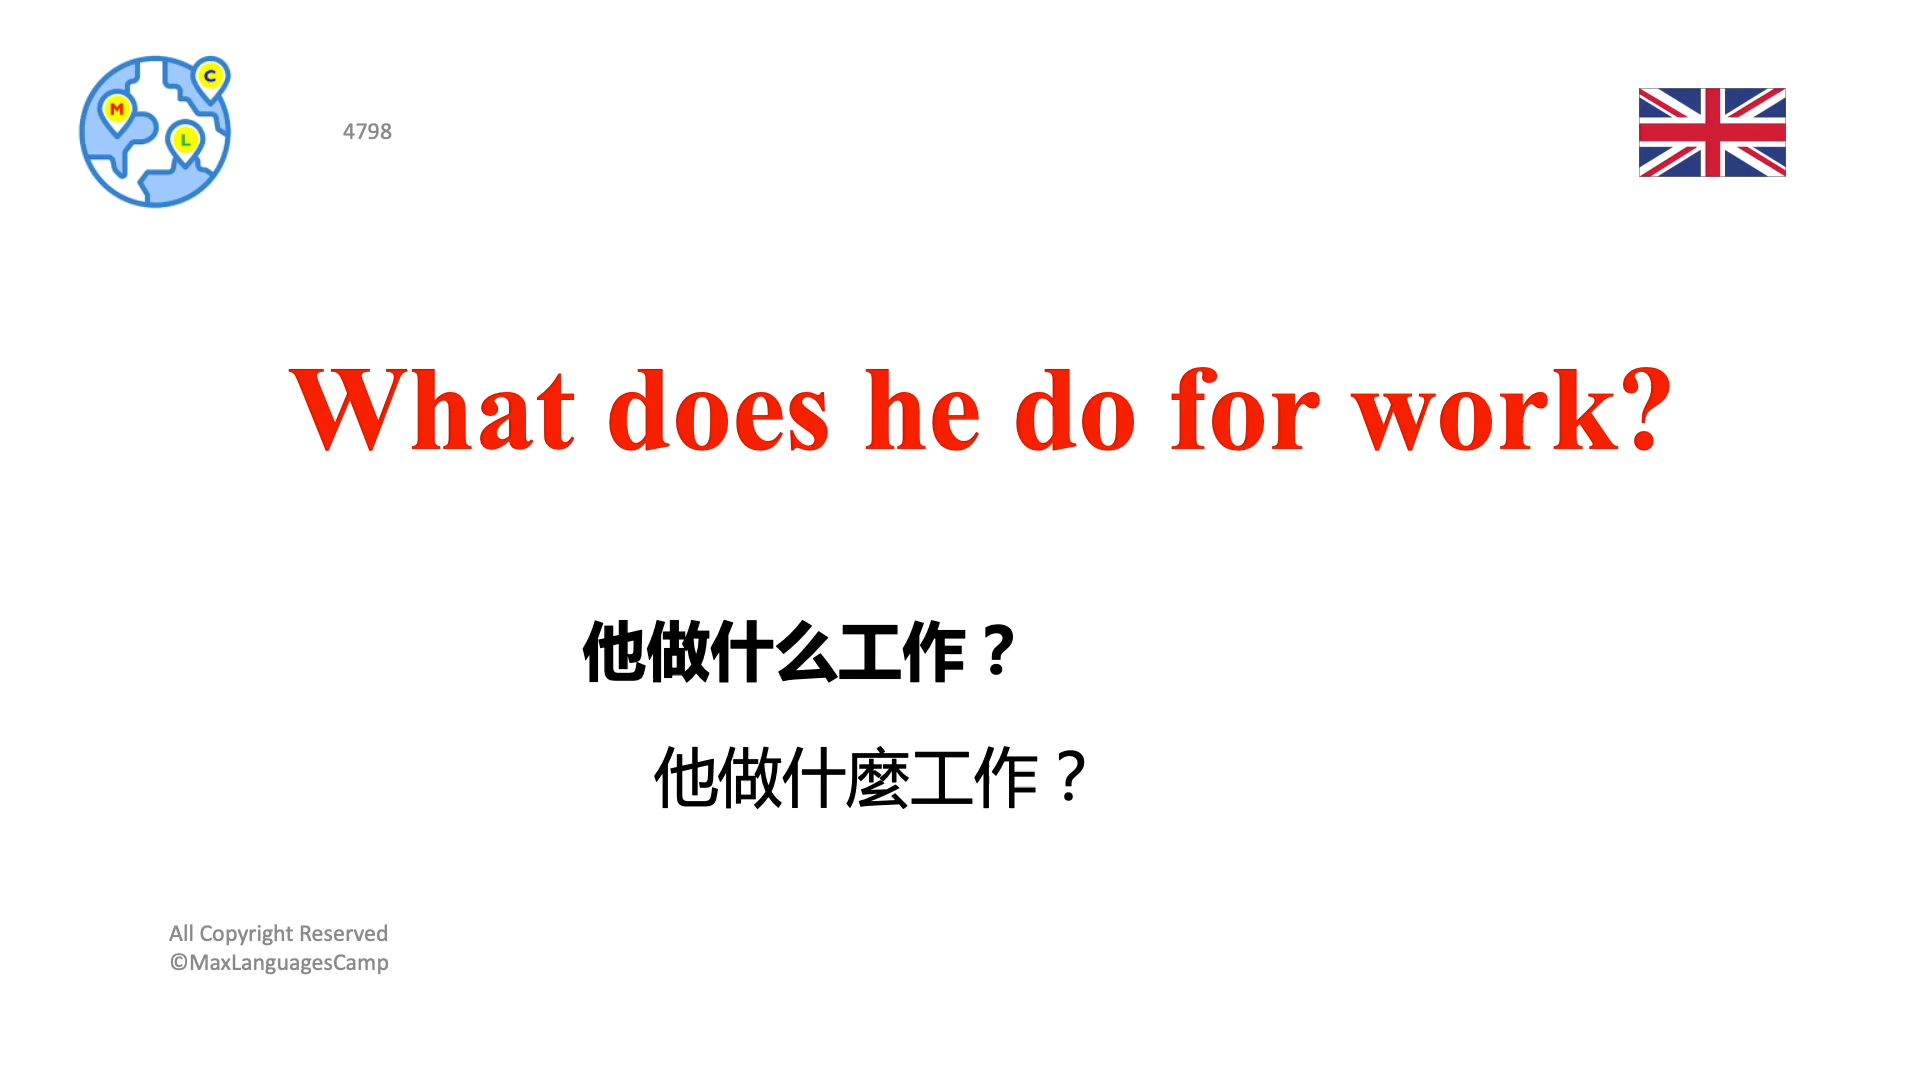 C
M
L
4798
What does he do for work?
他做什么工作？
他做什麼工作？
All Copyright Reserved
©MaxLanguagesCamp